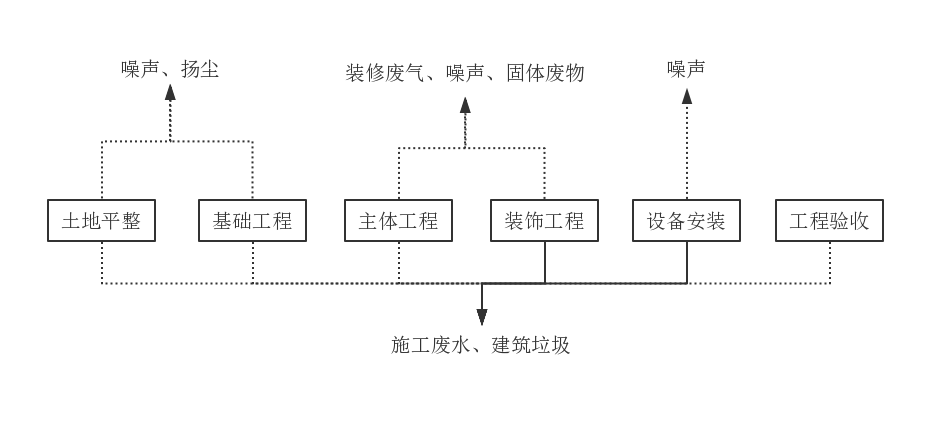 噪声、扬尘
装修废气、噪声、固体废物
噪声
土地平整
基础工程
主体工程
装饰工程
设备安装
工程验收
施工废水、建筑垃圾